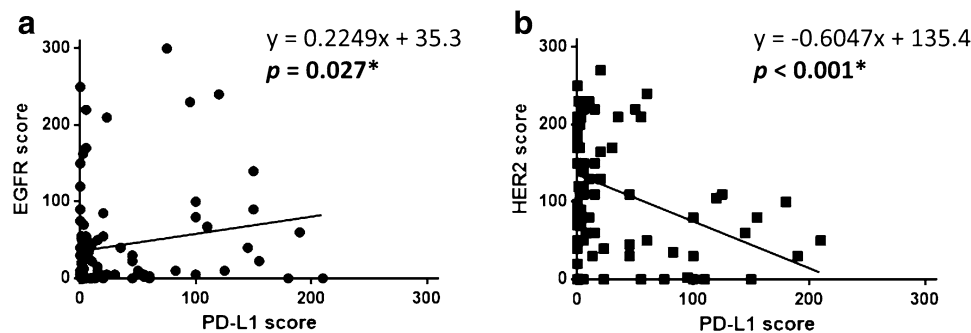 a
y = 0.2249x + 35.3
p = 0.027*
300
200
100
0
EGFR score
0
100
200
300
PD-L1 score
b
y = -0.6047x + 135.4
p < 0.001*
300
200
100
0
HER2 score
0
100
200
300
PD-L1 score